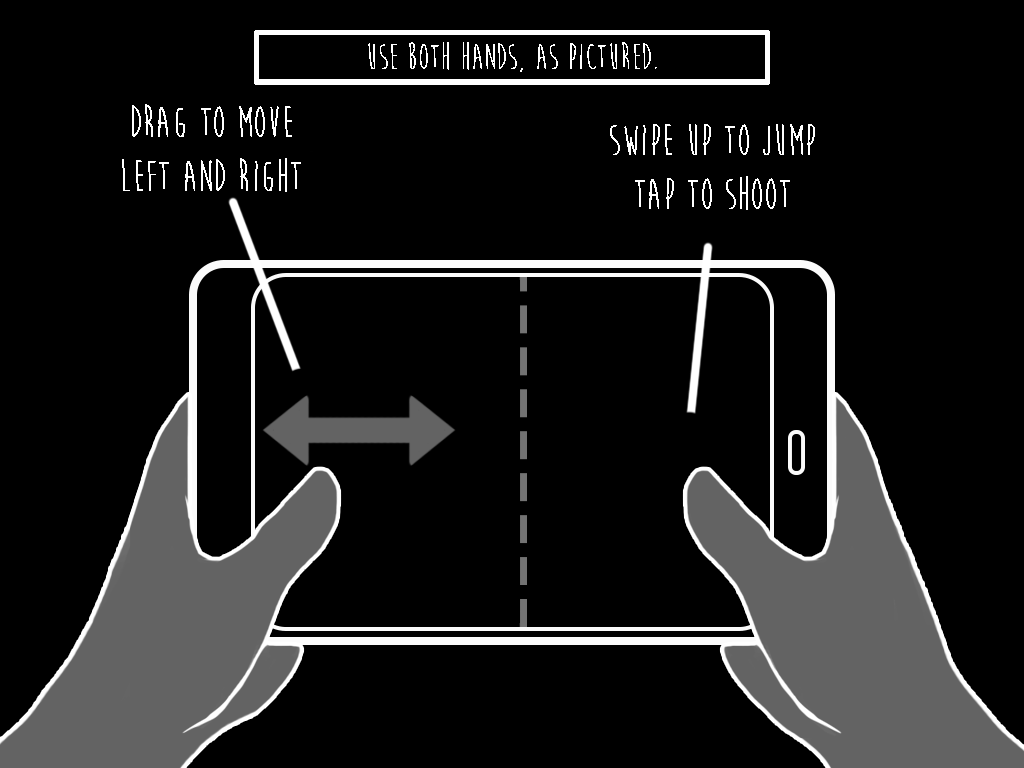 USE BOTH HANDS, AS PICTURED.
DRAG TO MOVE
LEFT AND RIGHT
SWIPE UP TO JUMP
TAP TO SHOOT